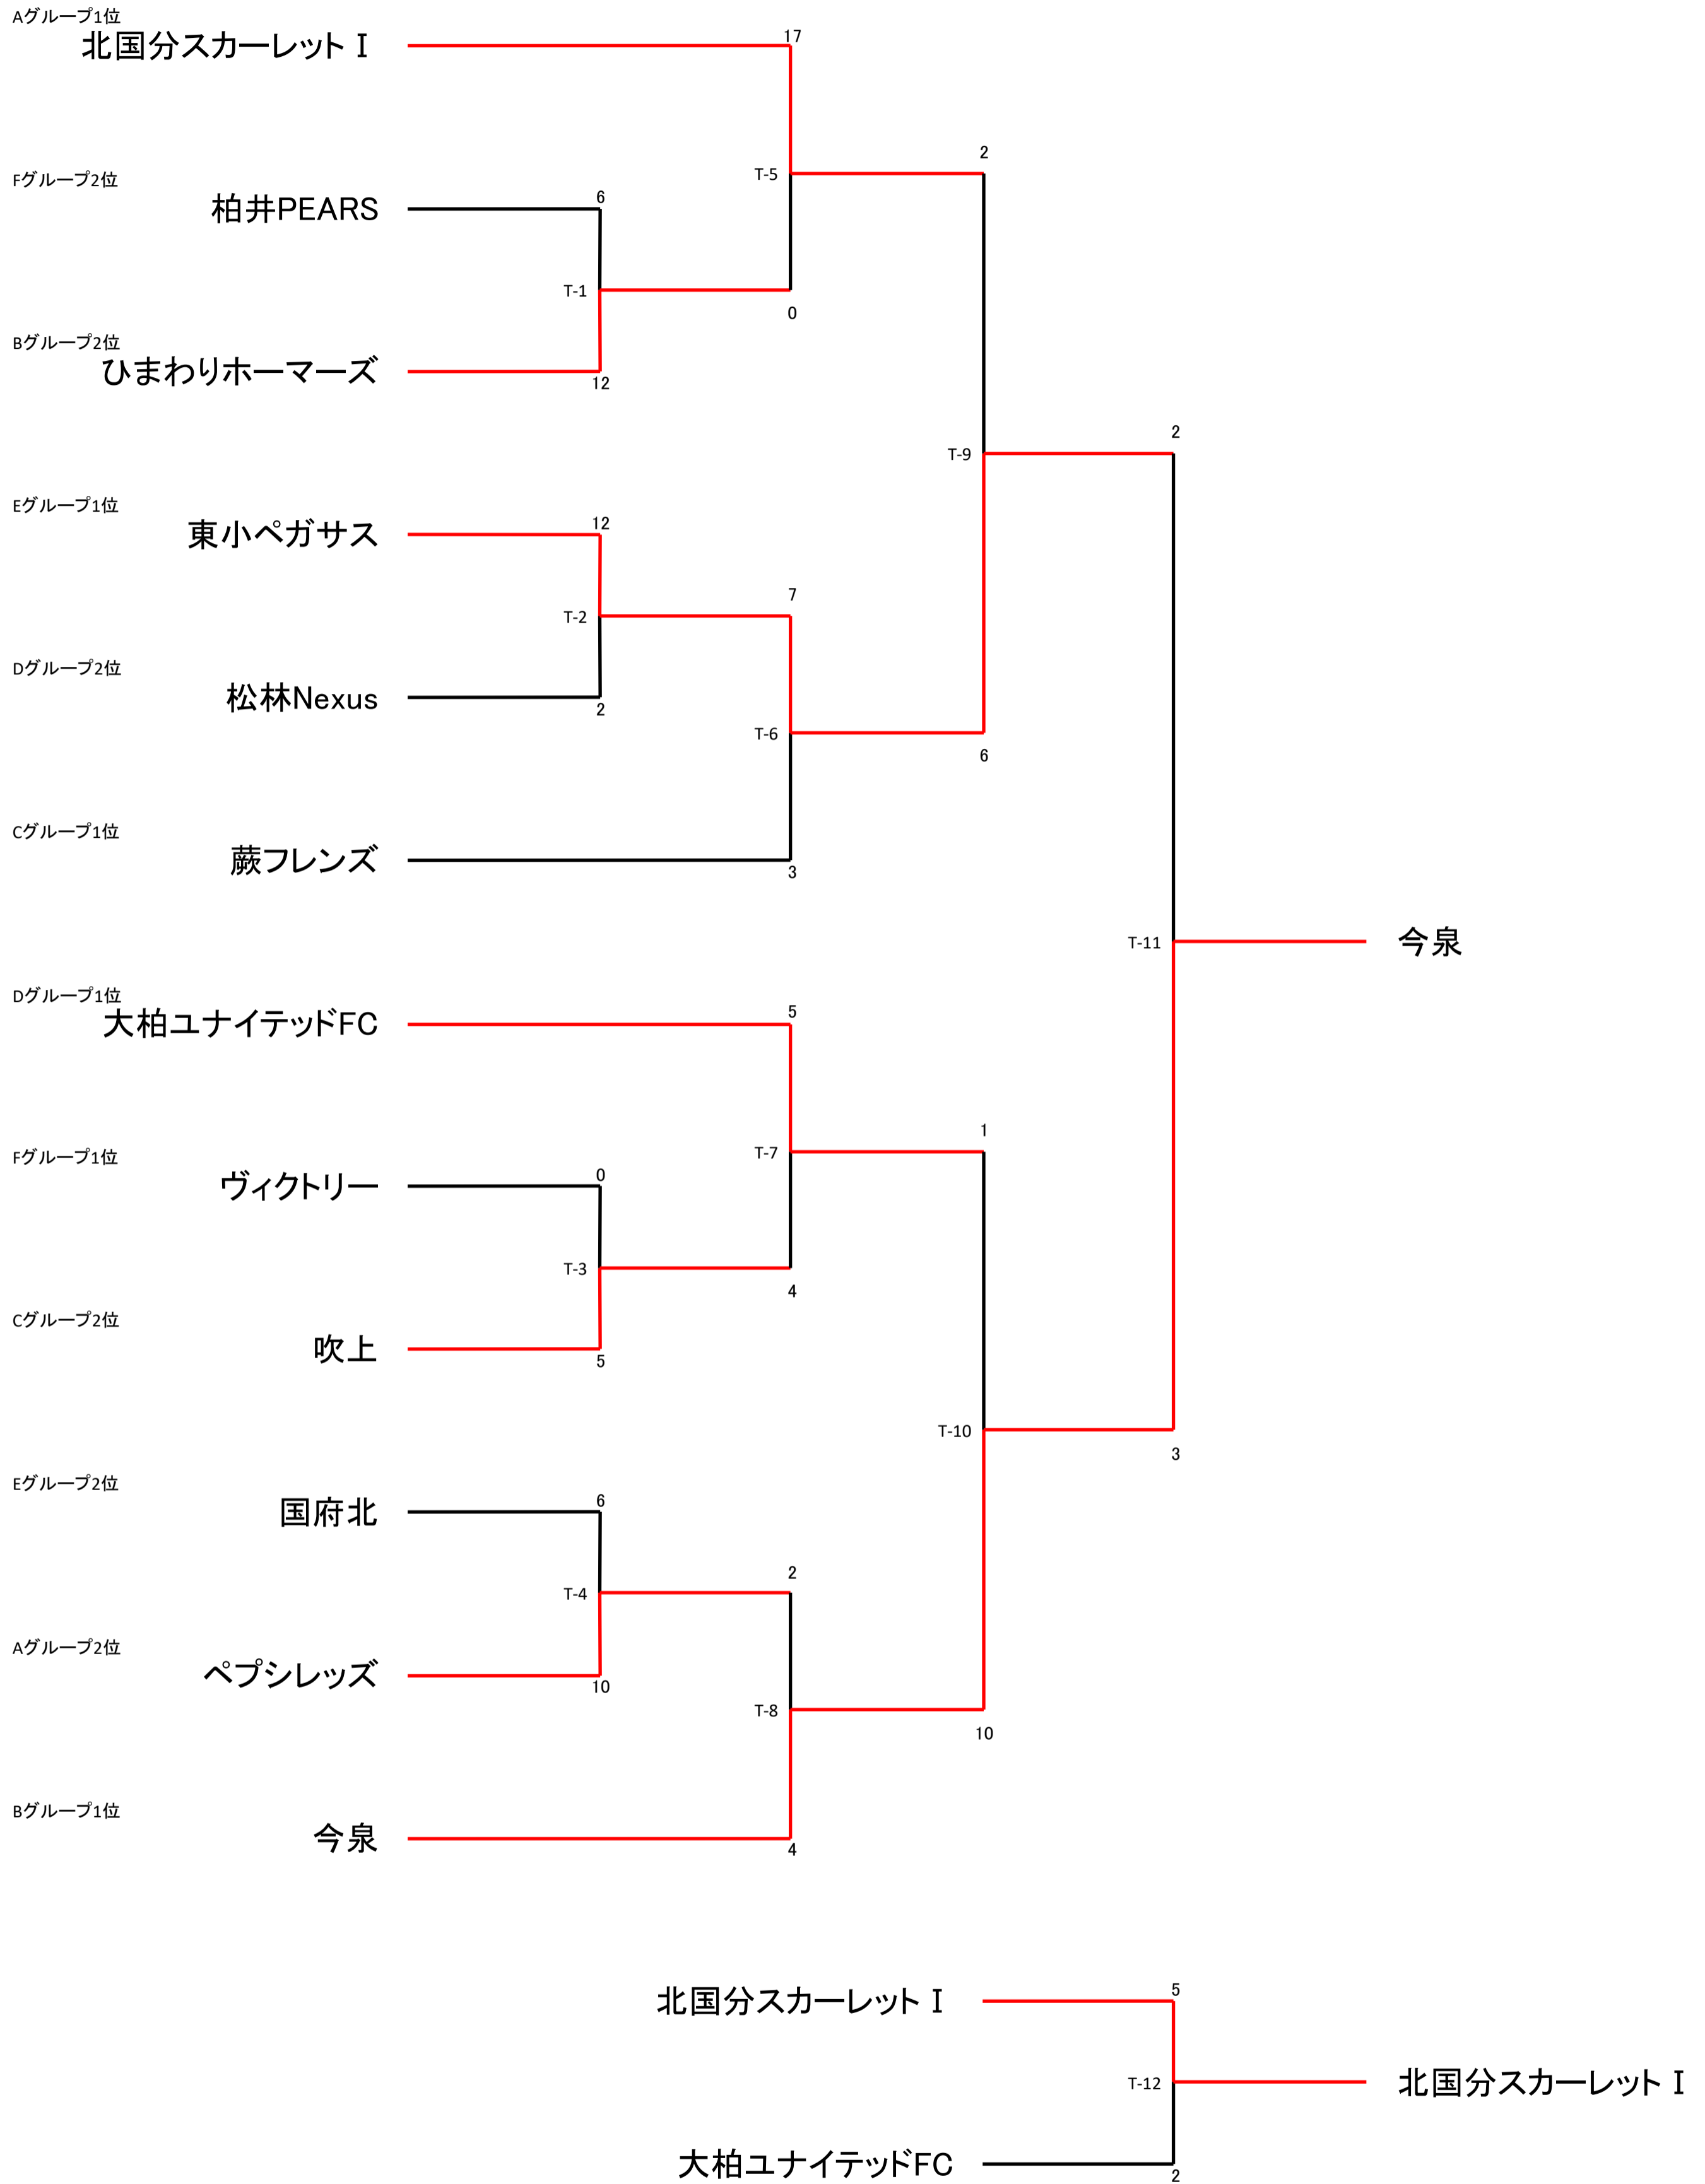 Aグループ1位
北国分スカーレットⅠ
17
2
T-5
Fグループ2位
柏井PEARS
6
T-1
0
Bグループ2位
ひまわりホーマーズ
12
2
T-9
Eグループ1位
東小ペガサス
12
7
T-2
Dグループ2位
松林Nexus
2
T-6
6
Cグループ1位
蕨フレンズ
3
T-11
今泉
Dグループ1位
大柏ユナイテッドFC
5
1
T-7
Fグループ1位
ヴィクトリー
0
T-3
4
Cグループ2位
吹上
5
T-10
3
Eグループ2位
国府北
6
2
T-4
Aグループ2位
ペプシレッズ
10
T-8
10
Bグループ1位
今泉
4
北国分スカーレットⅠ
5
T-12
北国分スカーレットⅠ
大柏ユナイテッドFC
2